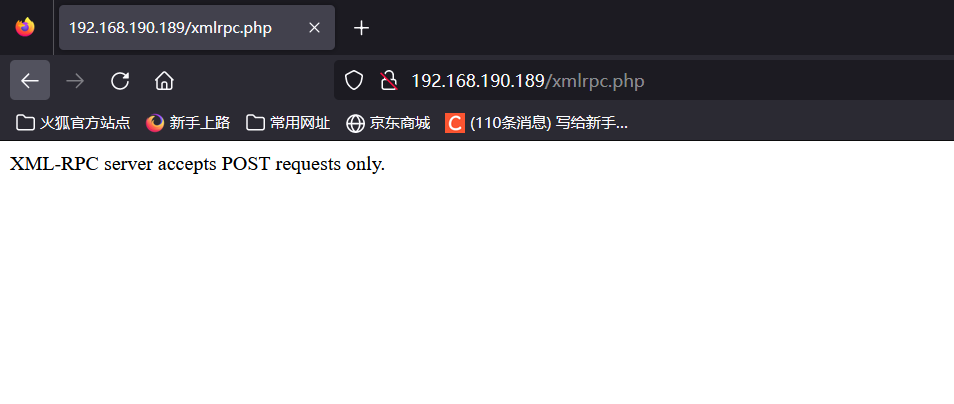 192.168.190.189/xmlrpc.php
192.168.190.189/xmlrpc.php
火狐官方站点 新手上路 常用网址 京东商城 C (110条消息) 写给新手...
XML-RPC server accepts POST requests only.